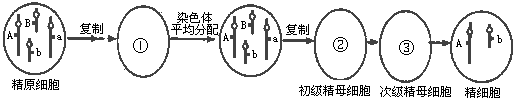 染色体
复制 平均分配 复制
A B a b ① A B a b ② ③ A b
精原细胞 初级精母细胞 次级精母细胞 精细胞